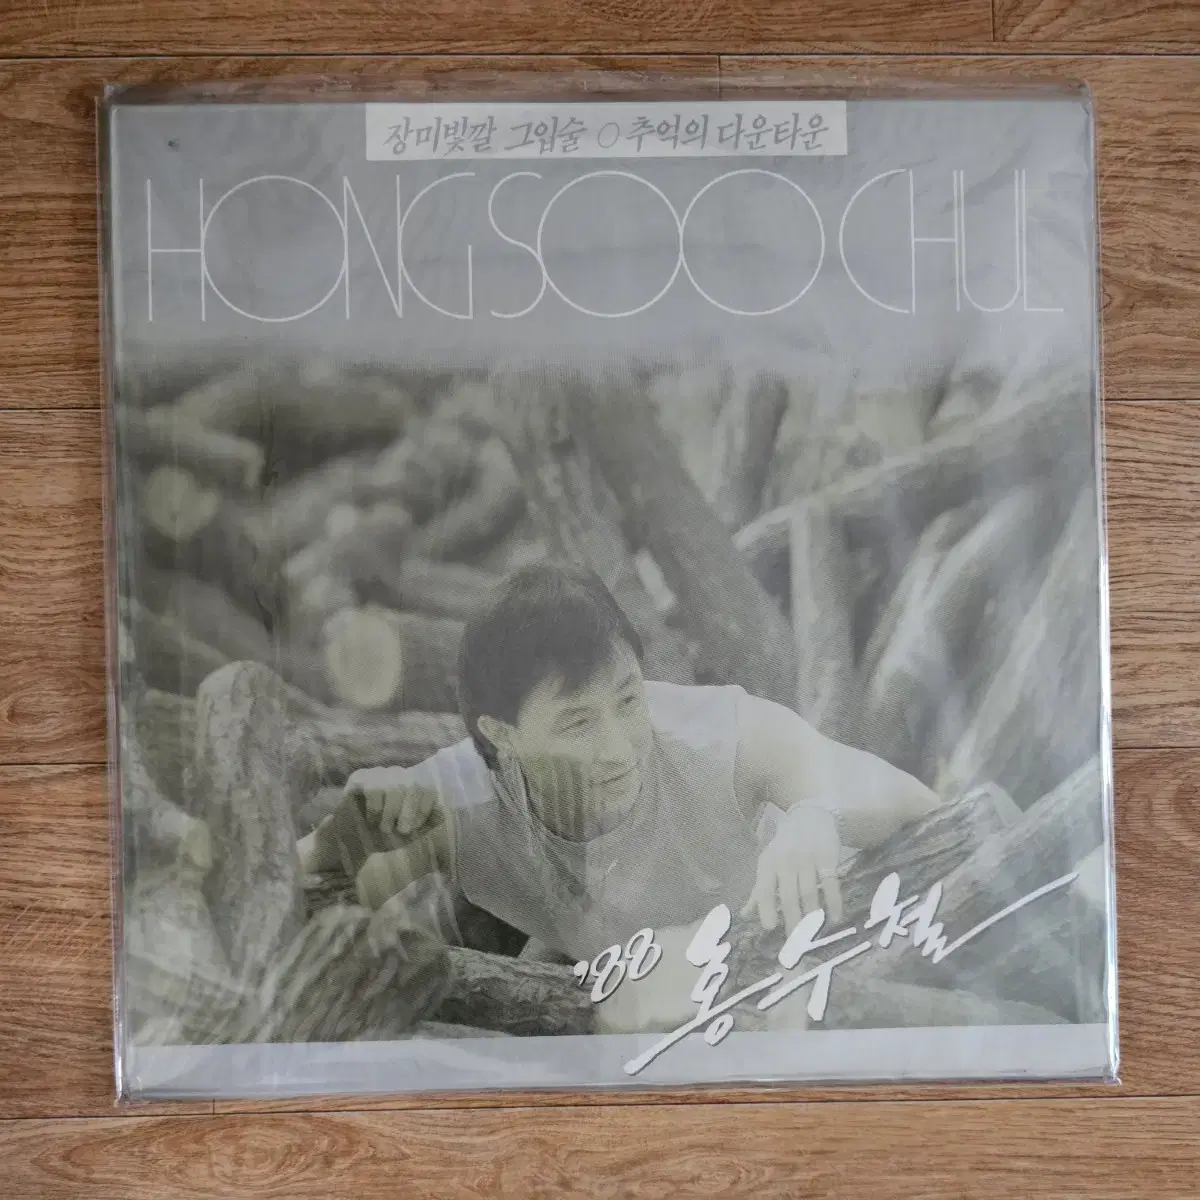 장미빛깔 그입술 ○ 추억의 다운타운
HONG SOO CHUL
'88 홍수철